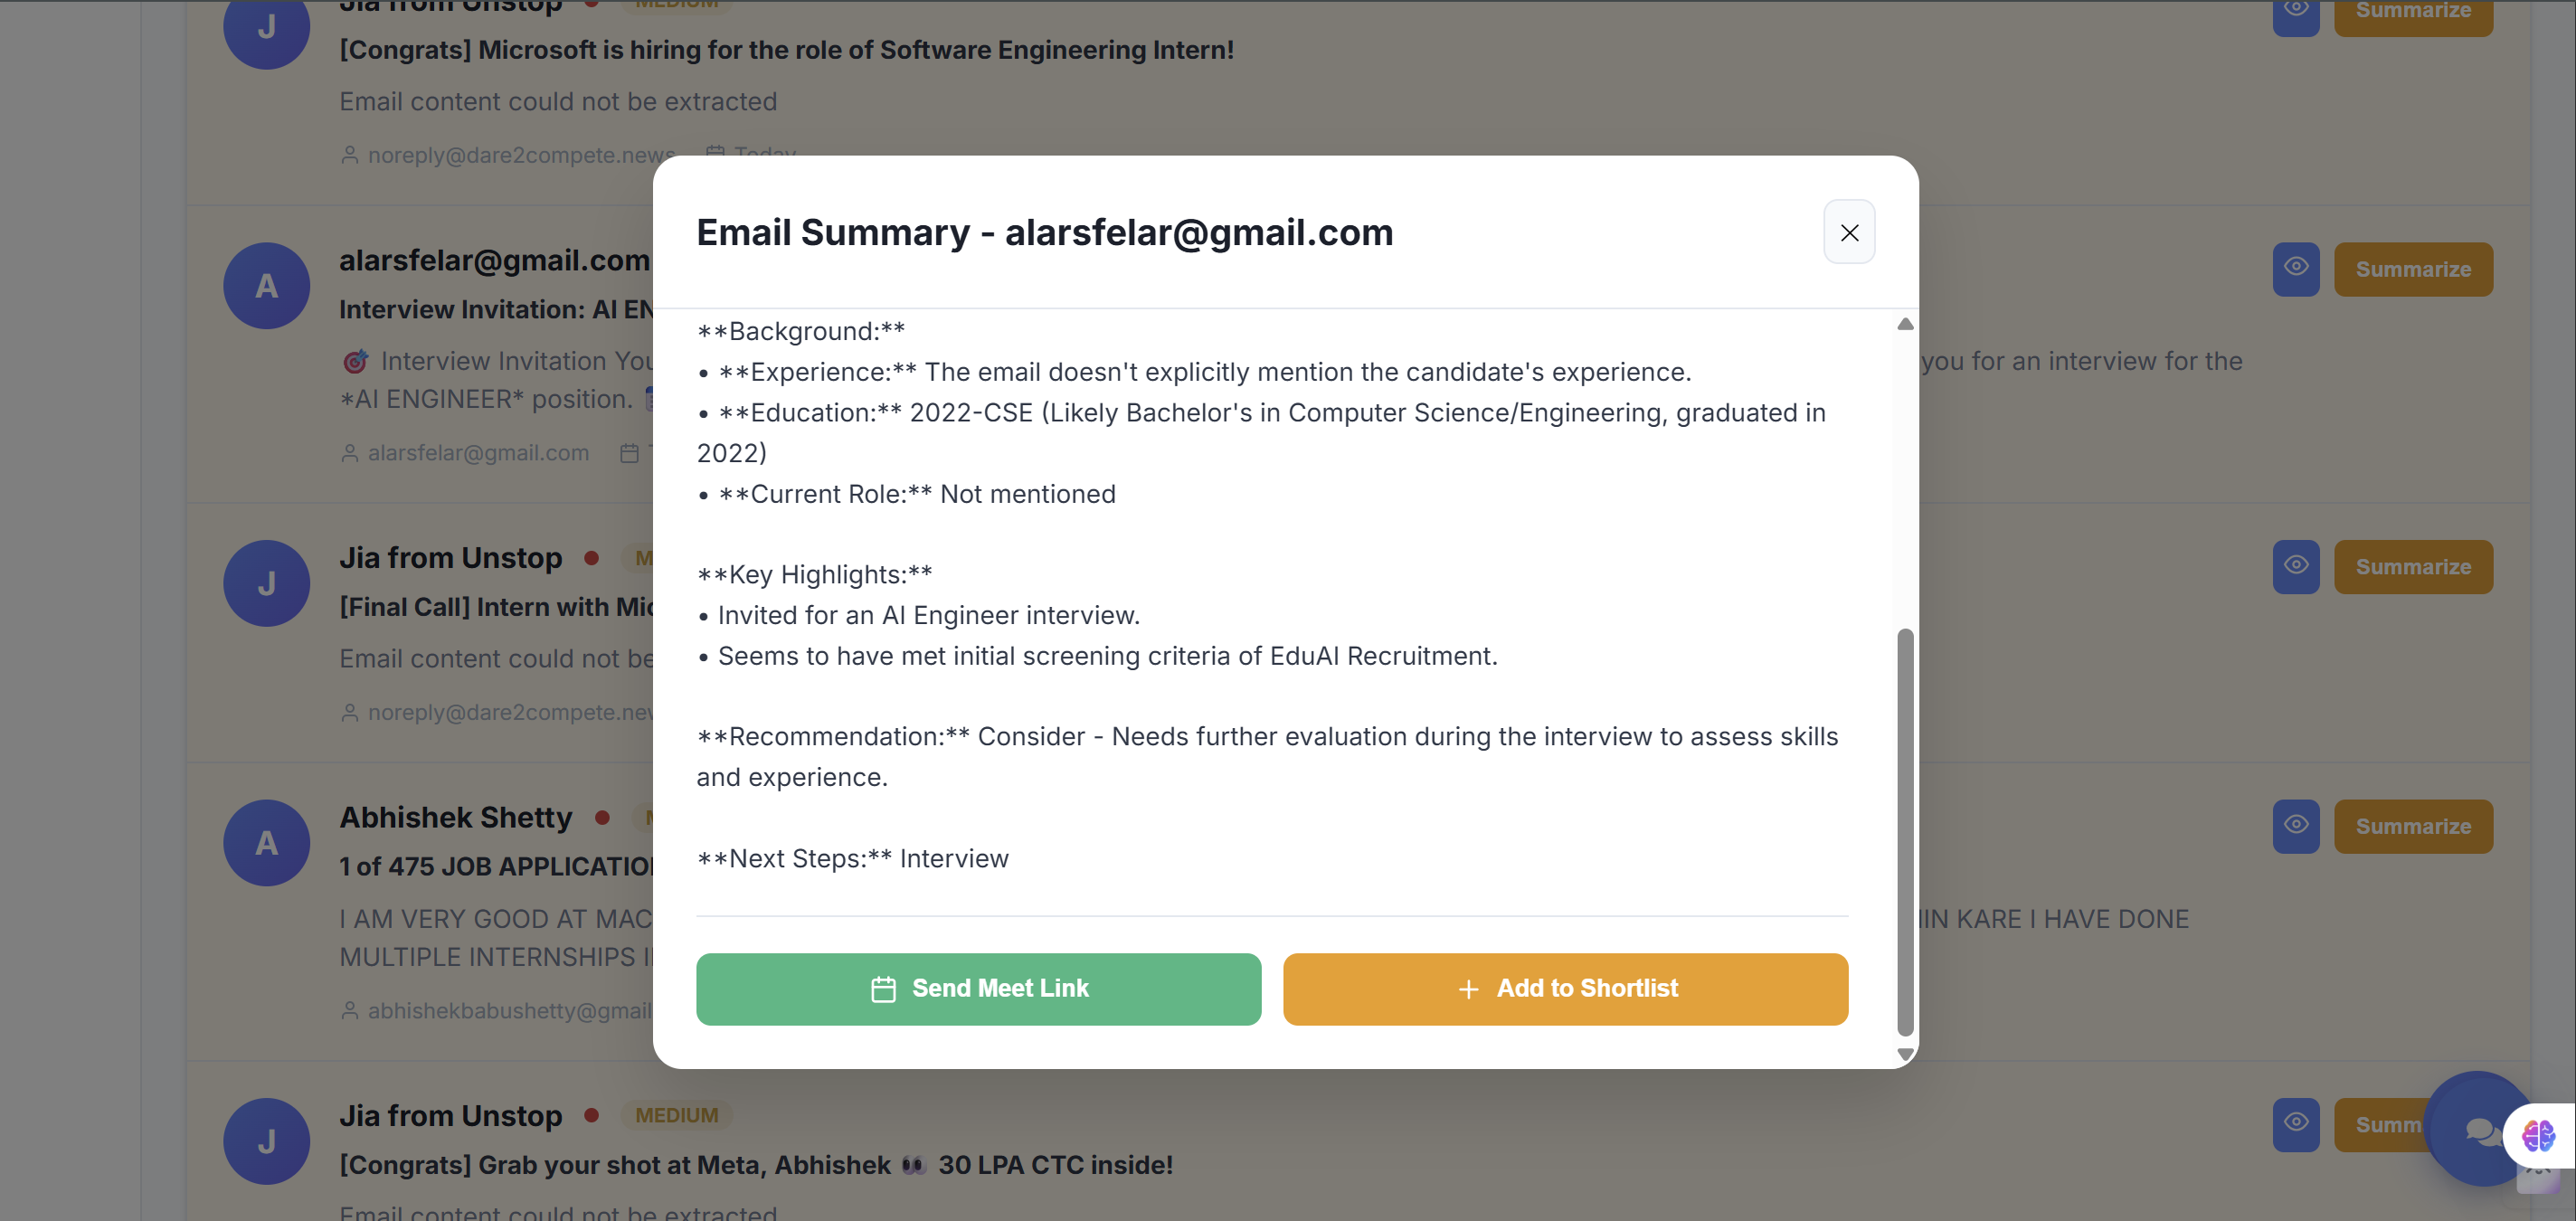 Jia from Unstop MEDIUM
Summarize
J
[Congrats] Microsoft is hiring for the role of Software Engineering Intern!
Email content could not be extracted
noreply@dare2compete.news Today
A
alarsfelar@gmail.com
Summarize
Interview Invitation: AI EN
🎯 Interview Invitation You
you for an interview for the
*AI ENGINEER* position.
alarsfelar@gmail.com
J
Jia from Unstop M
Summarize
[Final Call] Intern with Mic
Email content could not be
noreply@dare2compete.nev
A
Abhishek Shetty
Summarize
1 of 475 JOB APPLICATIO
I AM VERY GOOD AT MAC
IN KARE I HAVE DONE
MULTIPLE INTERNSHIPS I
abhishekbabushetty@gmail
J
Jia from Unstop MEDIUM
Summ
[Congrats] Grab your shot at Meta, Abhishek 👀 30 LPA CTC inside!
Email content could not be extracted
Email Summary - alarsfelar@gmail.com
**Background:**
• **Experience:** The email doesn't explicitly mention the candidate's experience.
• **Education:** 2022-CSE (Likely Bachelor's in Computer Science/Engineering, graduated in
2022)
• **Current Role:** Not mentioned
**Key Highlights:**
• Invited for an AI Engineer interview.
• Seems to have met initial screening criteria of EduAI Recruitment.
**Recommendation:** Consider - Needs further evaluation during the interview to assess skills
and experience.
**Next Steps:** Interview
Send Meet Link
Add to Shortlist